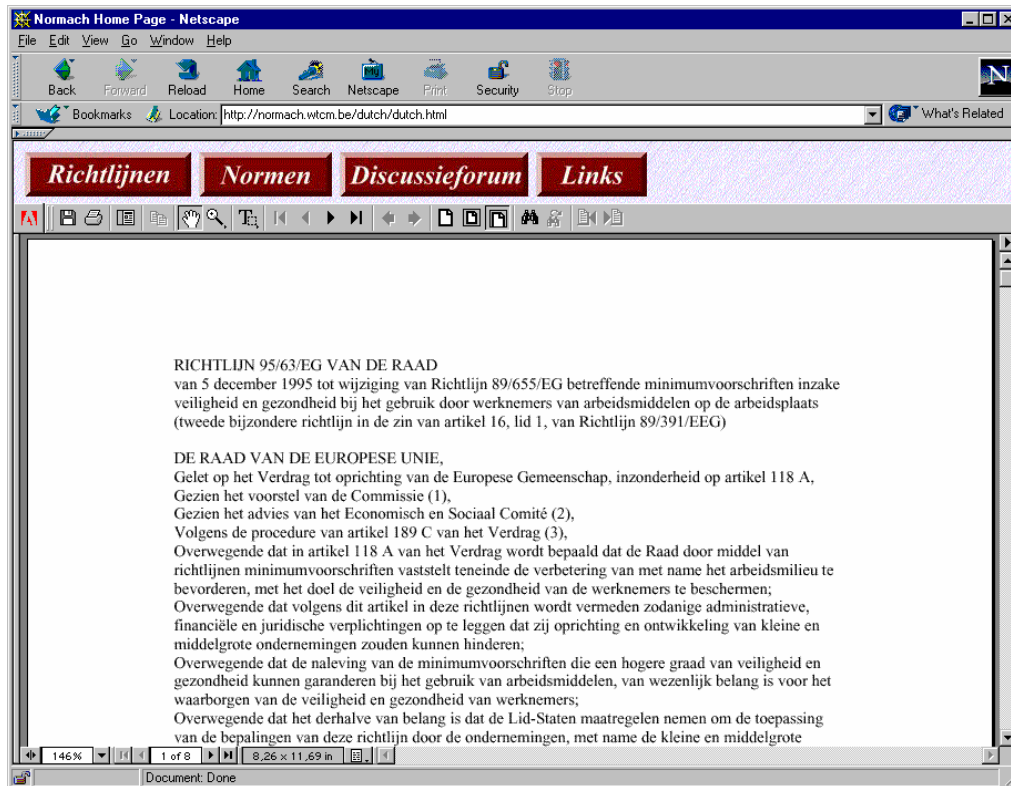 Normach Home Page - Netscape
File Edit View Go Window Help
Back Forward Reload Home Search Netscape Print Security Stop
Bookmarks Location: http://normach.wtcm.be/dutch/dutch.html What's Related
Richtlijnen Normen Discussieforum Links
RICHTLIJN 95/63/EG VAN DE RAAD
van 5 december 1995 tot wijziging van Richtlijn 89/655/EG betreffende minimumvoorschriften inzake
veiligheid en gezondheid bij het gebruik door werknemers van arbeidsmiddelen op de arbeidsplaats
(tweede bijzondere richtlijn in de zin van artikel 16, lid 1, van Richtlijn 89/391/EEG)
DE RAAD VAN DE EUROPESE UNIE,
Gelet op het Verdrag tot oprichting van de Europese Gemeenschap, inzonderheid op artikel 118 A,
Gezien het voorstel van de Commissie (1),
Gezien het advies van het Economisch en Sociaal Comité (2),
Volgens de procedure van artikel 189 C van het Verdrag (3),
Overwegende dat in artikel 118 A van het Verdrag wordt bepaald dat de Raad door middel van
richtlijnen minimumvoorschriften vaststelt teneinde de verbetering van met name het arbeidsmilieu te
bevorderen, met het doel de veiligheid en de gezondheid van de werknemers te beschermen;
Overwegende dat volgens dit artikel in deze richtlijnen wordt vermeden zodanige administratieve,
financiële en juridische verplichtingen op te leggen dat zij oprichting en ontwikkeling van kleine en
middelgrote ondernemingen zouden kunnen hinderen;
Overwegende dat de naleving van de minimumvoorschriften die een hogere graad van veiligheid en
gezondheid kunnen garanderen bij het gebruik van arbeidsmiddelen, van wezenlijk belang is voor het
waarborgen van de veiligheid en gezondheid van werknemers;
Overwegende dat het derhalve van belang is dat de Lid-Staten maatregelen nemen om de toepassing
van de bepalingen van deze richtlijn door de ondernemingen, met name de kleine en middelgrote
146% 1 of 8 8,26 x 11,69 in
Document: Done